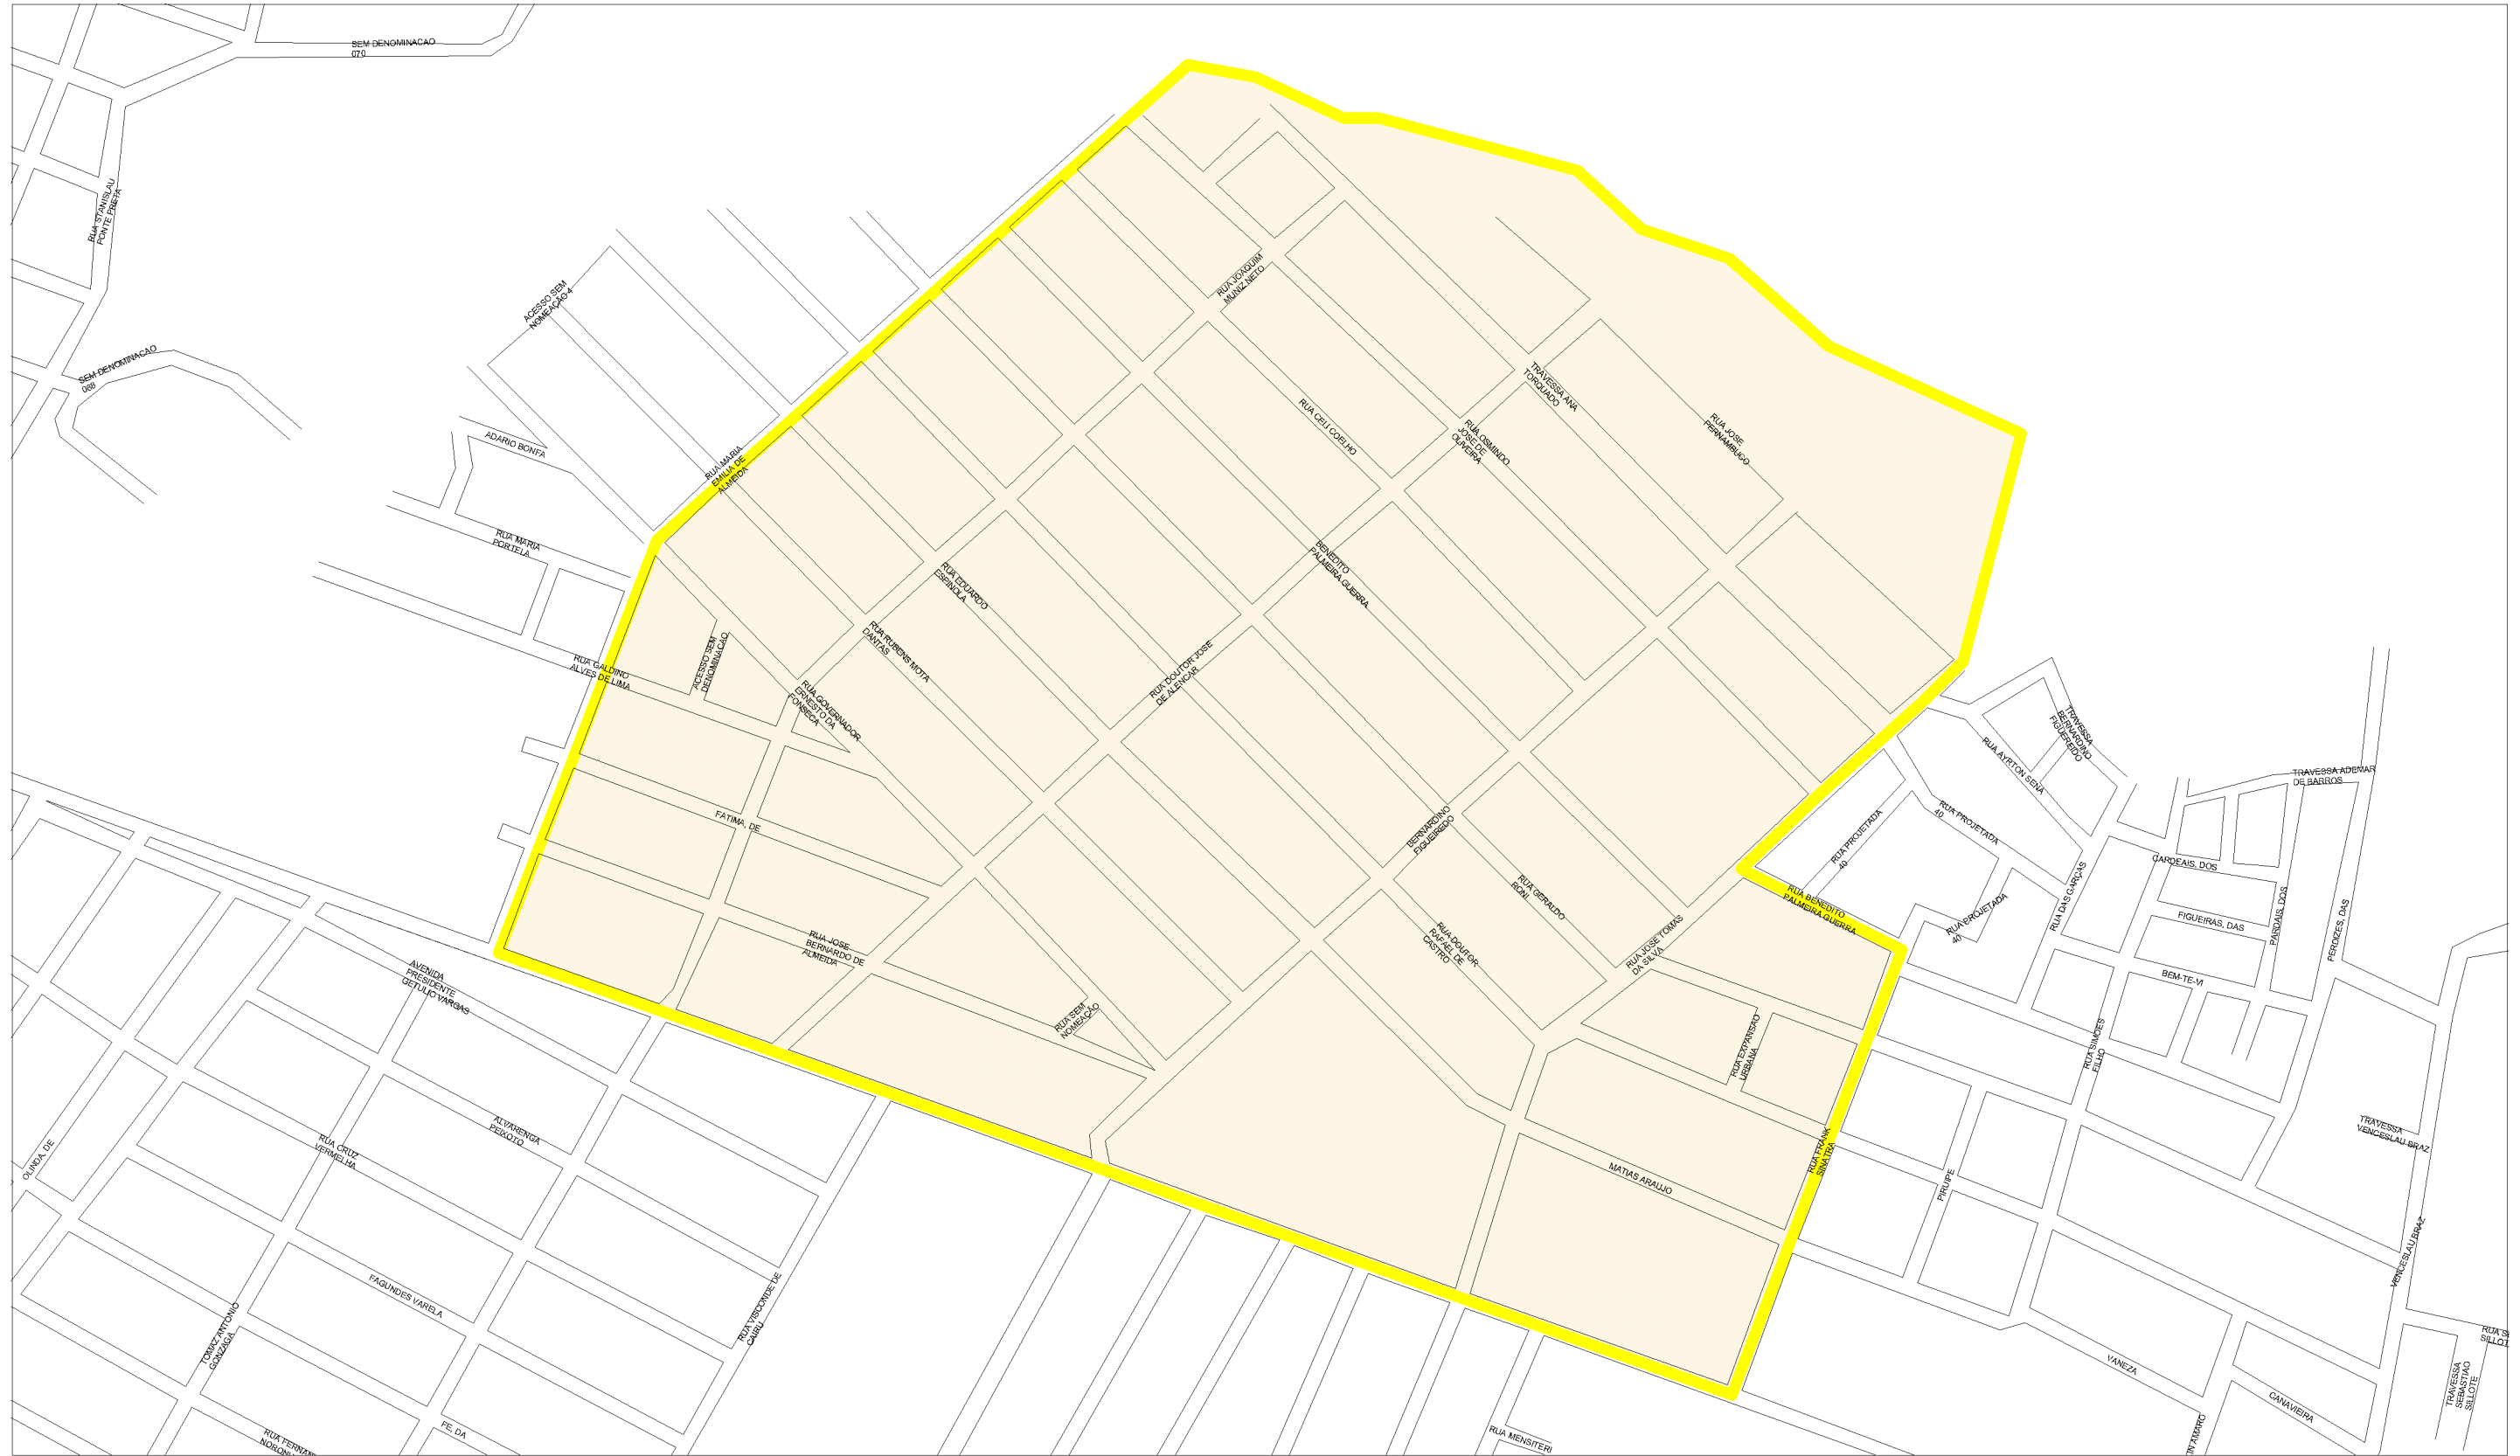 SEM DENOMINACAO
070
RUA STANISLAU
PONTE PRETA
SEM DENOMINACAO
088
ACESSO SEM
NOMEAÇÃO 4
ADARIO BONFA
RUA MARIA
PORTELA
RUA MARIA
EMILIA DE
ALMEIDA
RUA GALDINO
ALVES DE LIMA
ACESSO SEM
DENOMINACAO
RUA JOAQUIM
MUNIZ NETO
RUA CELI COELHO
TRAVESSA ANA
TORQUADO
RUA OSMINDO
JOSE DE
OLIVEIRA
RUA JOSE
PERNAMBUCO
BENEDITO
PALMEIRA GUERRA
RUA EDUARDO
ESPINOLA
RUA RUBENS MOTA
DANTAS
RUA GOVERNADOR
ERNESTO DA
FONSECA
RUA DOUTOR JOSE
DE ALENCAR
FATIMA, DE
RUA JOSE
BERNARDO DE
ALMEIDA
RUA SEM
NOMEAÇÃO
BERNARDINO
FIGUEIREDO
RUA GERALDO
RONI
RUA DOUTOR
RAFAEL DE
CASTRO
RUA JOSE TOMAS
DA SILVA
RUA BENEDITO
PALMEIRA GUERRA
RUA EXPANSAO
URBANA
RUA FRANK
SINATRA
MATIAS ARAUJO
RUA PROJETADA
40
RUA PROJETADA
40
RUA PROJETADA
40
RUA AYRTON SENA
TRAVESSA
BERNARDINO
FIGUEREIDO
RUA DAS GARÇAS
TRAVESSA ADEMAR
DE BARROS
CARDEAIS, DOS
FIGUEIRAS, DAS
PARDAIS, DOS
PERDIZES, DAS
BEM-TE-VI
RUA SIMOES
FILHO
TRAVESSA
VENCESLAU BRAZ
PIRUIPE
VENCESLAU BRAZ
VANEZA
CANAVIEIRA
TRAVESSA
SEBASTIAO
SILLOTE
AVENIDA
PRESIDENTE
GETULIO VARGAS
ALVARENGA
PEIXOTO
RUA CRUZ
VERMELHA
OLINDA, DE
FAGUNDES VARELA
TOMAZ ANTONIO
GONZAGA
RUA VISCONDE DE
CAIRU
FE, DA
RUA FERNAN
RUA MENSITERI